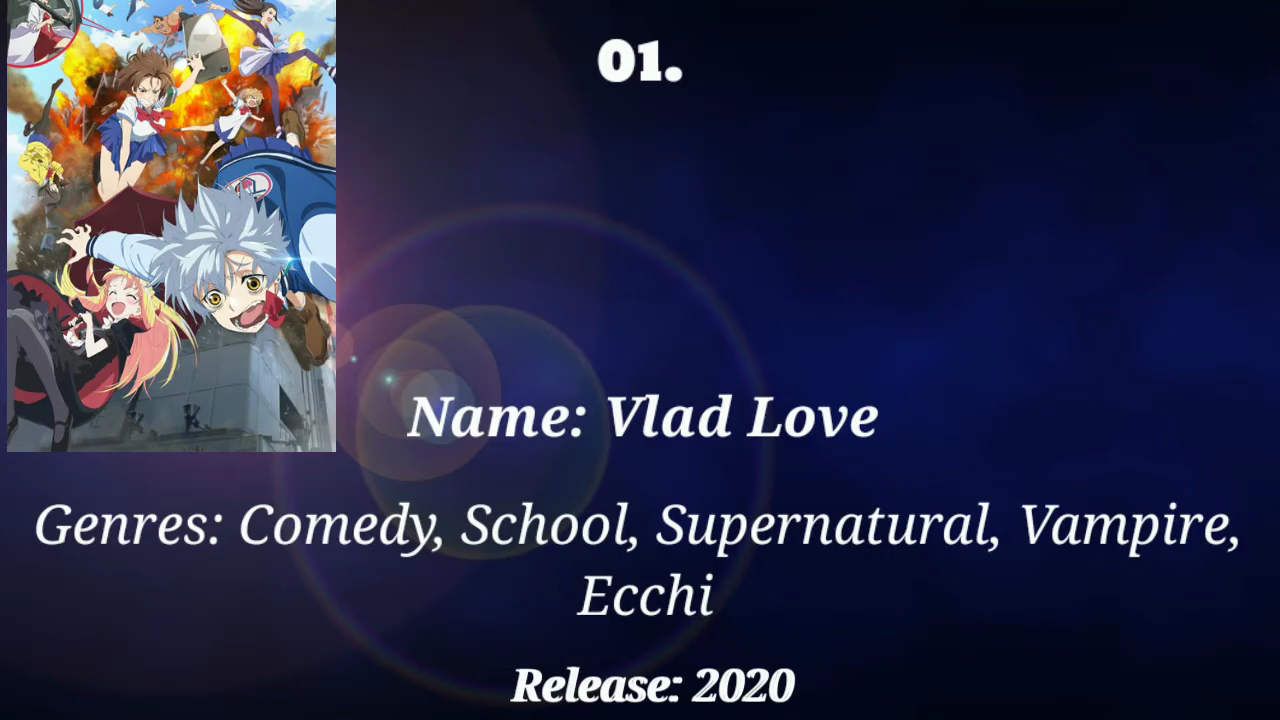 01.
Name: Vlad Love
Genres: Comedy, School, Supernatural, Vampire,
Ecchi
Release: 2020